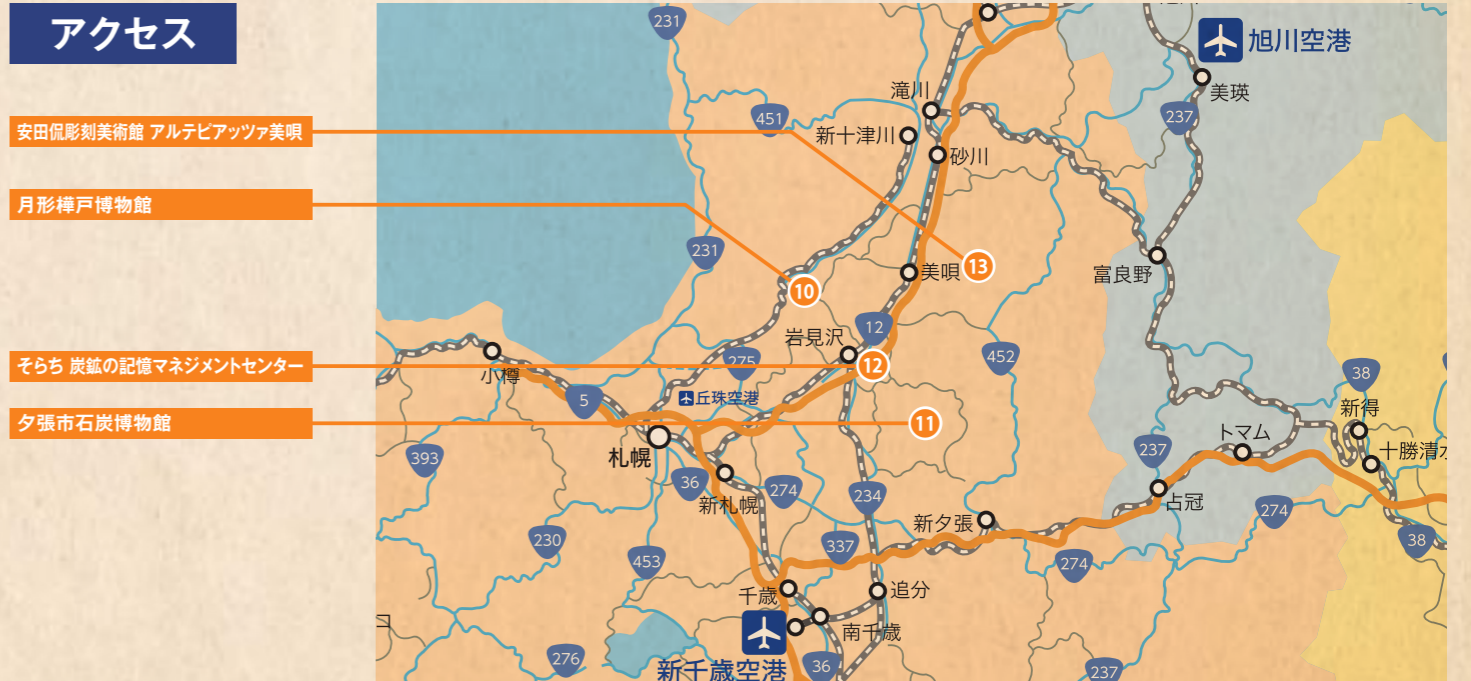 アクセス
安田侃彫刻美術館 アルテピアッツァ美唄
月形樺戸博物館
そらち 炭鉱の記憶マネジメントセンター
夕張市石炭博物館
231
旭川空港
美瑛
滝川
451
新十津川
237
砂川
231
美唄
13
富良野
10
岩見沢
12
452
275
12
小樽
38
5
丘珠空港
新得
11
トマム
札幌
237
十勝清水
393
36
新札幌
274
234
占冠
新夕張
274
230
337
38
453
274
千歳
追分
コ
南千歳
276
新千歳空港
36
237